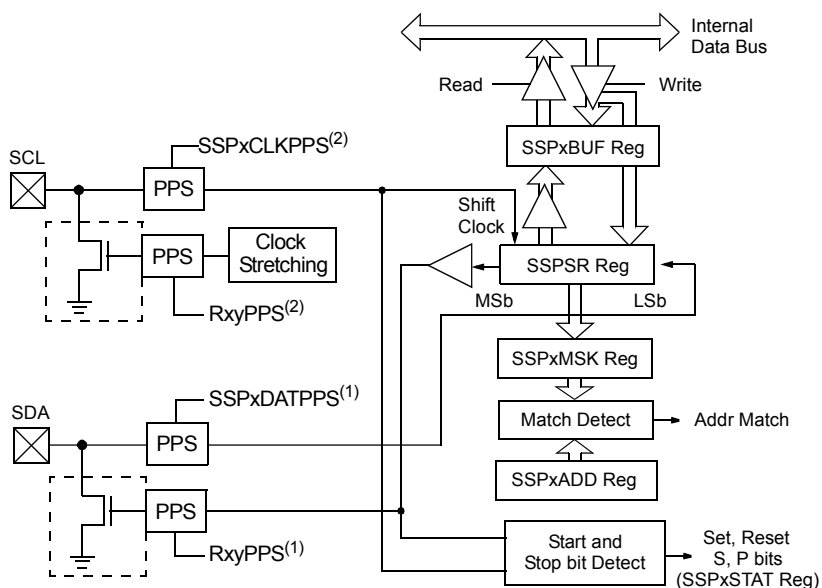 Internal
Data Bus
Read
Write
SSPxBUF Reg
SSPxCLKPPS(2)
SCL
PPS
Shift
Clock
PPS
Clock
Stretching
SSPSR Reg
MSb
LSb
RxyPPS(2)
SSPxMSK Reg
SSPxDATPPS(1)
SDA
PPS
Match Detect
Addr Match
SSPxADD Reg
PPS
RxyPPS(1)
Start and
Stop bit Detect
Set, Reset
S, P bits
(SSPxSTAT Reg)